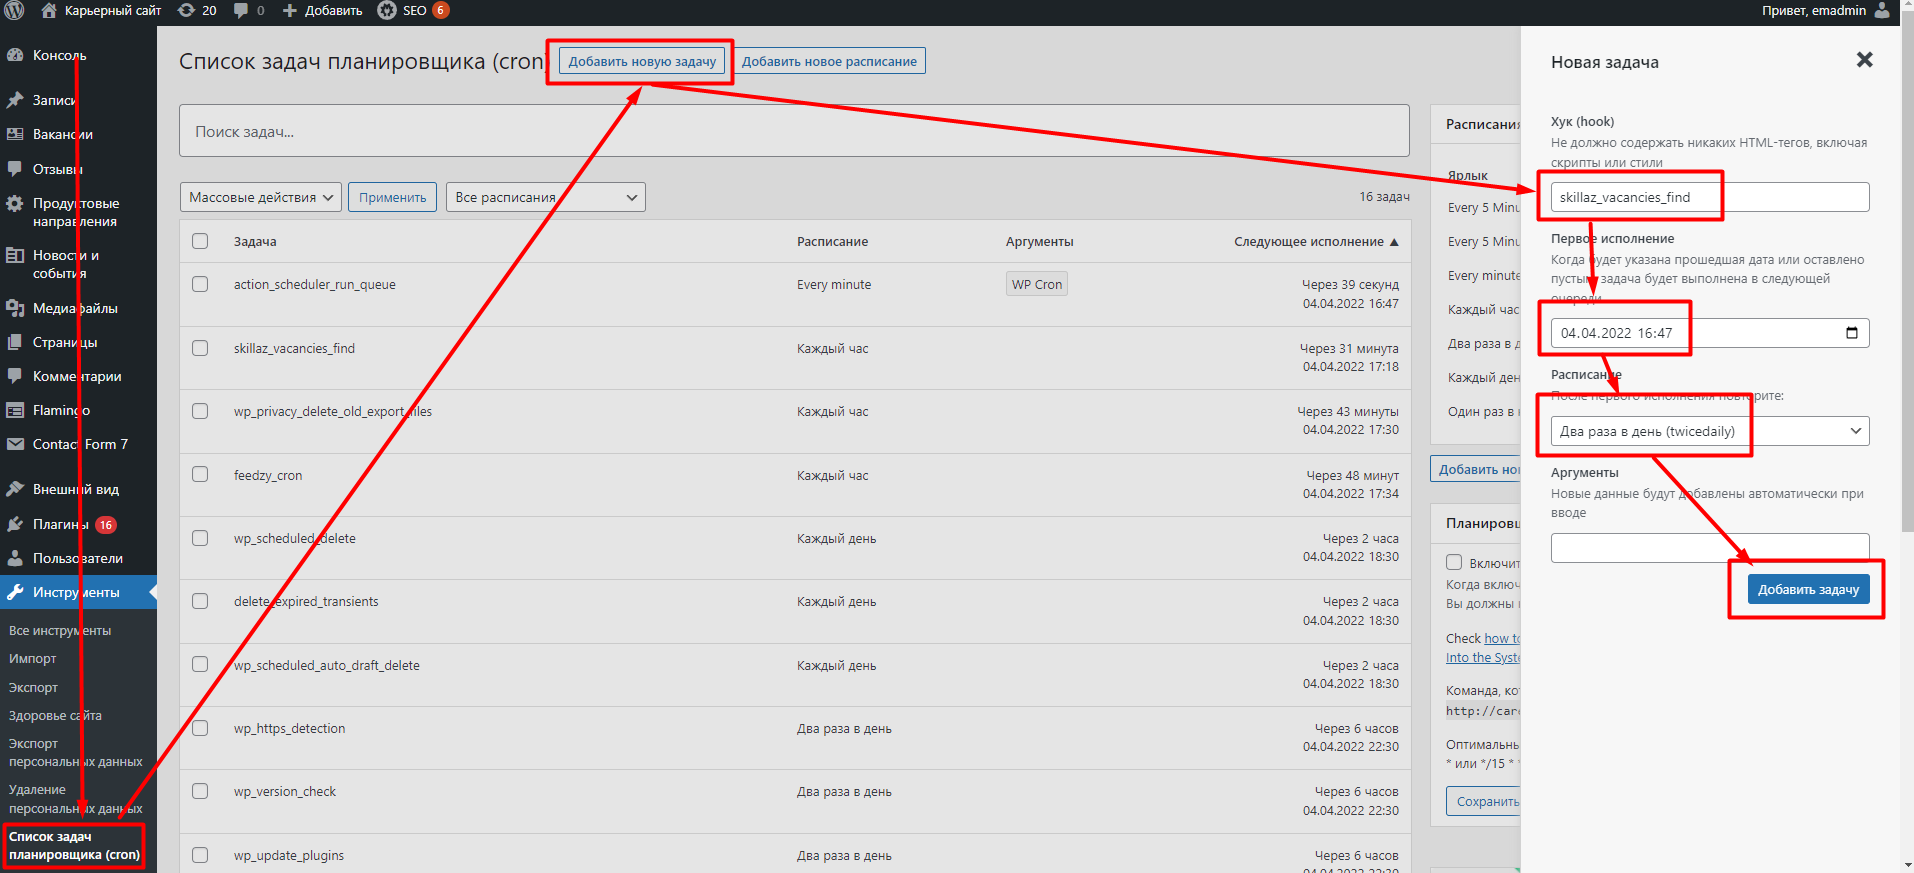 Карьерный сайт
20
0
Добавить
SEO
6
Привет, emadmin
Консоль
Записи
Вакансии
Отзывы
Продуктовые
направления
Новости и
события
Медиафайлы
Страницы
Комментарии
Flamingo
Contact Form 7
Внешний вид
Плагины
16
Пользователи
Инструменты
Все инструменты
Импорт
Экспорт
Здоровье сайта
Экспорт
персональных данных
Удаление
персональных данных
Список задач
планировщика (cron)
Список задач планировщика (cron)
Добавить новую задачу
Добавить новое расписание
Поиск задач...
Массовые действия
Применить
Все расписания
16 задач
Задача Расписание Аргументы Следующее исполнение ▲
action_scheduler_run_queue Every minute WP Cron Через 39 секунд
04.04.2022 16:47
skillaz_vacancies_find Каждый час Через 31 минута
04.04.2022 17:18
wp_privacy_delete_old_export_files Каждый час Через 43 минуты
04.04.2022 17:30
feedzy_cron Каждый час Через 48 минут
04.04.2022 17:34
wp_scheduled_delete Каждый день Через 2 часа
04.04.2022 18:30
delete_expired_transients Каждый день Через 2 часа
04.04.2022 18:30
wp_scheduled_auto_draft_delete Каждый день Через 2 часа
04.04.2022 18:30
wp_https_detection Два раза в день Через 6 часов
04.04.2022 22:30
wp_version_check Два раза в день Через 6 часов
04.04.2022 22:30
wp_update_plugins Два раза в день Через 6 часов
Расписания
Ярлык
Every 5 Minu
Every 5 Minu
Every minute
Каждый час
Два раза в д
Каждый ден
Один раз в н
Добавить но
Планировщ
Включит
Когда включ
Вы должны
Check how to
Into the Syste
Команда, ко
http://care
Оптимальны
* или */15 * *
Сохранить
Новая задача
Хук (hook)
Не должно содержать никаких HTML-тегов, включая
скрипты или стили
skillaz_vacancies_find
Первое исполнение
Когда будет указана прошедшая дата или оставлено
пустым задача будет выполнена в следующей
очереди
04.04.2022 16:47
Расписание
После первого исполнения повторите:
Два раза в день (twicedaily)
Аргументы
Новые данные будут добавлены автоматически при
вводе
Добавить задачу